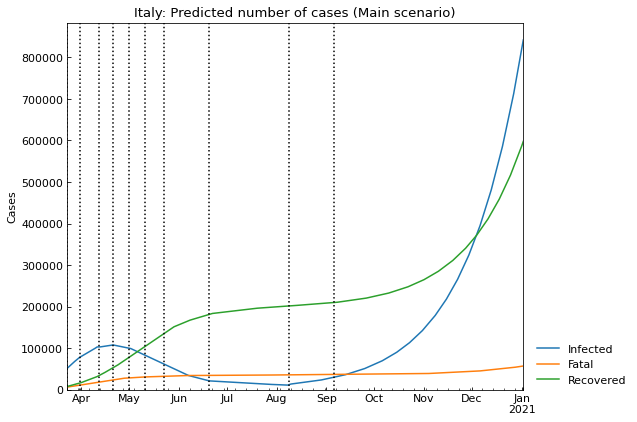 Italy: Predicted number of cases (Main scenario)
Cases
800000
700000
600000
500000
400000
300000
200000
100000
0
Apr May Jun Jul Aug Sep Oct Nov Dec Jan
2021
Infected
Fatal
Recovered